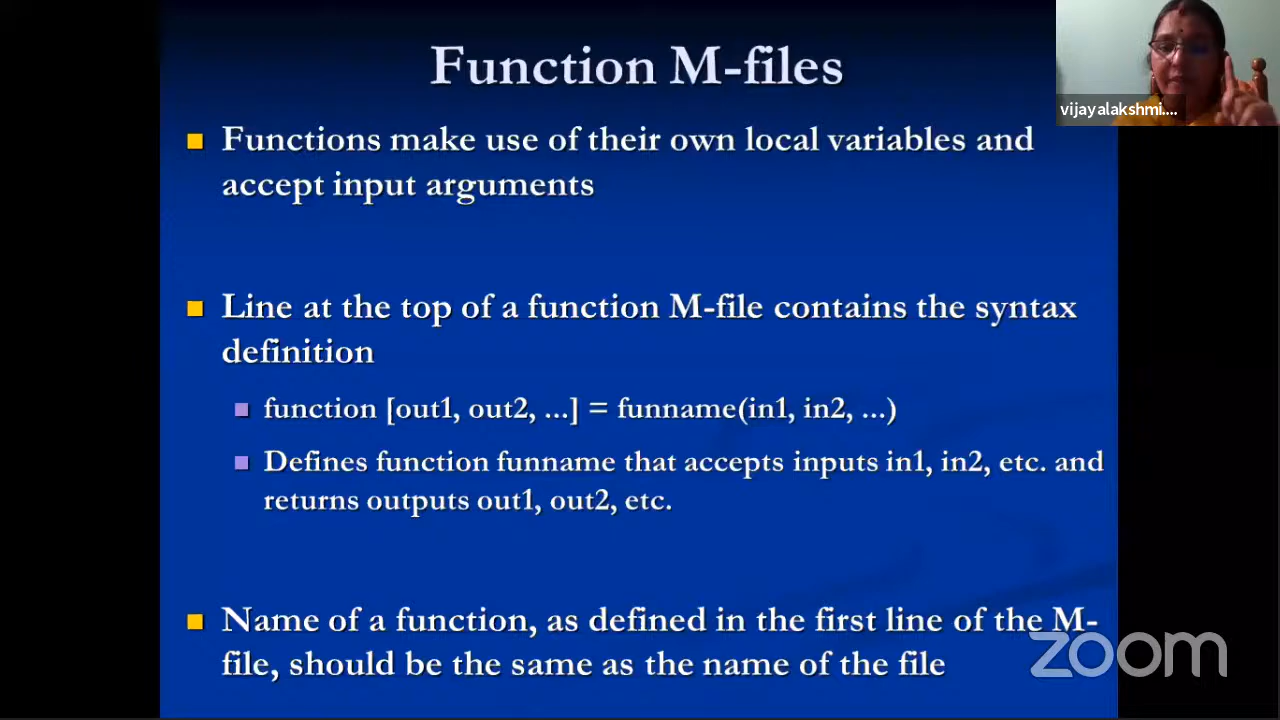 Function M-files
vijayalakshmi....
Functions make use of their own local variables and
accept input arguments
Line at the top of a function M-file contains the syntax
definition
function [out1, out2, ...] = funname(in1, in2, ...)
Defines function funname that accepts inputs in1, in2, etc. and
returns outputs out1, out2, etc.
Name of a function, as defined in the first line of the M-
file, should be the same as the name of the file
zoom